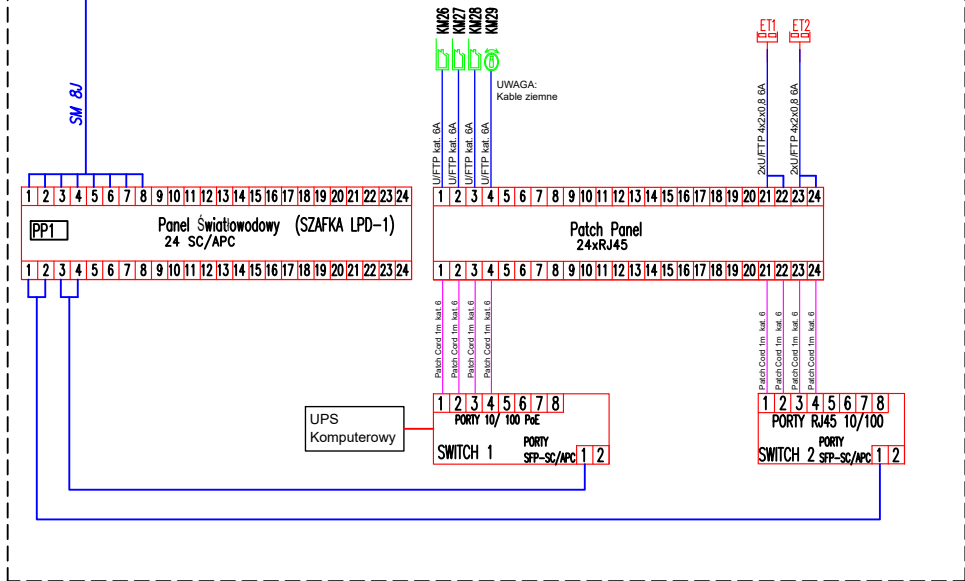 KM26
KM27
KM28
KM29
ET1
ET2
UWAGA:
Kable ziemne
SM 8J
U/FTP kat. 6A
U/FTP kat. 6A
U/FTP kat. 6A
U/FTP kat. 6A
2xU/FTP 4x2x0,8 6A
2xU/FTP 4x2x0,8 6A
1 2 3 4 5 6 7 8 9 10 11 12 13 14 15 16 17 18 19 20 21 22 23 24
PP1
Panel Światłowodowy (SZAFKA LPD-1)
24 SC/APC
1 2 3 4 5 6 7 8 9 10 11 12 13 14 15 16 17 18 19 20 21 22 23 24
1 2 3 4 5 6 7 8 9 10 11 12 13 14 15 16 17 18 19 20 21 22 23 24
Patch Panel
24xRJ45
1 2 3 4 5 6 7 8 9 10 11 12 13 14 15 16 17 18 19 20 21 22 23 24
Patch Cord 1m kat. 6
Patch Cord 1m kat. 6
Patch Cord 1m kat. 6
Patch Cord 1m kat. 6
Patch Cord 1m kat. 6
Patch Cord 1m kat. 6
Patch Cord 1m kat. 6
Patch Cord 1m kat. 6
UPS
Komputerowy
1 2 3 4 5 6 7 8
PORTY 10/ 100 PoE
SWITCH 1
PORTY
SFP-SC/APC
1 2
1 2 3 4 5 6 7 8
PORTY RJ45 10/100
SWITCH 2
PORTY
SFP-SC/APC
1 2